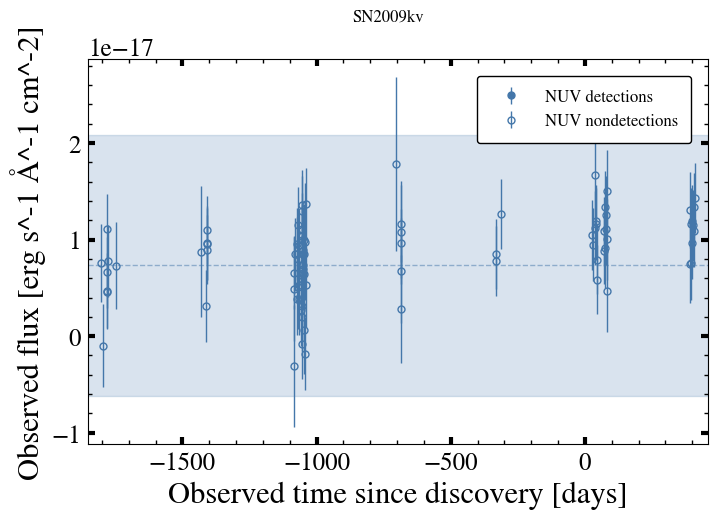 SN2009kv
1e−17
Observed flux [erg s^-1 Å^-1 cm^-2]
NUV detections
NUV nondetections
2
1
0
−1
−1500
−1000
−500
0
Observed time since discovery [days]